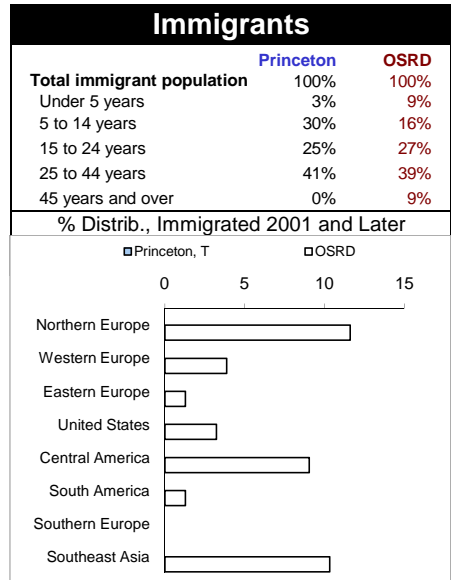 Immigrants
Princeton OSRD
Total immigrant population 100% 100%
Under 5 years 3% 9%
5 to 14 years 30% 16%
15 to 24 years 25% 27%
25 to 44 years 41% 39%
45 years and over 0% 9%
% Distrib., Immigrated 2001 and Later
Princeton, T OSRD
0 5 10 15
Northern Europe
Western Europe
Eastern Europe
United States
Central America
South America
Southern Europe
Southeast Asia